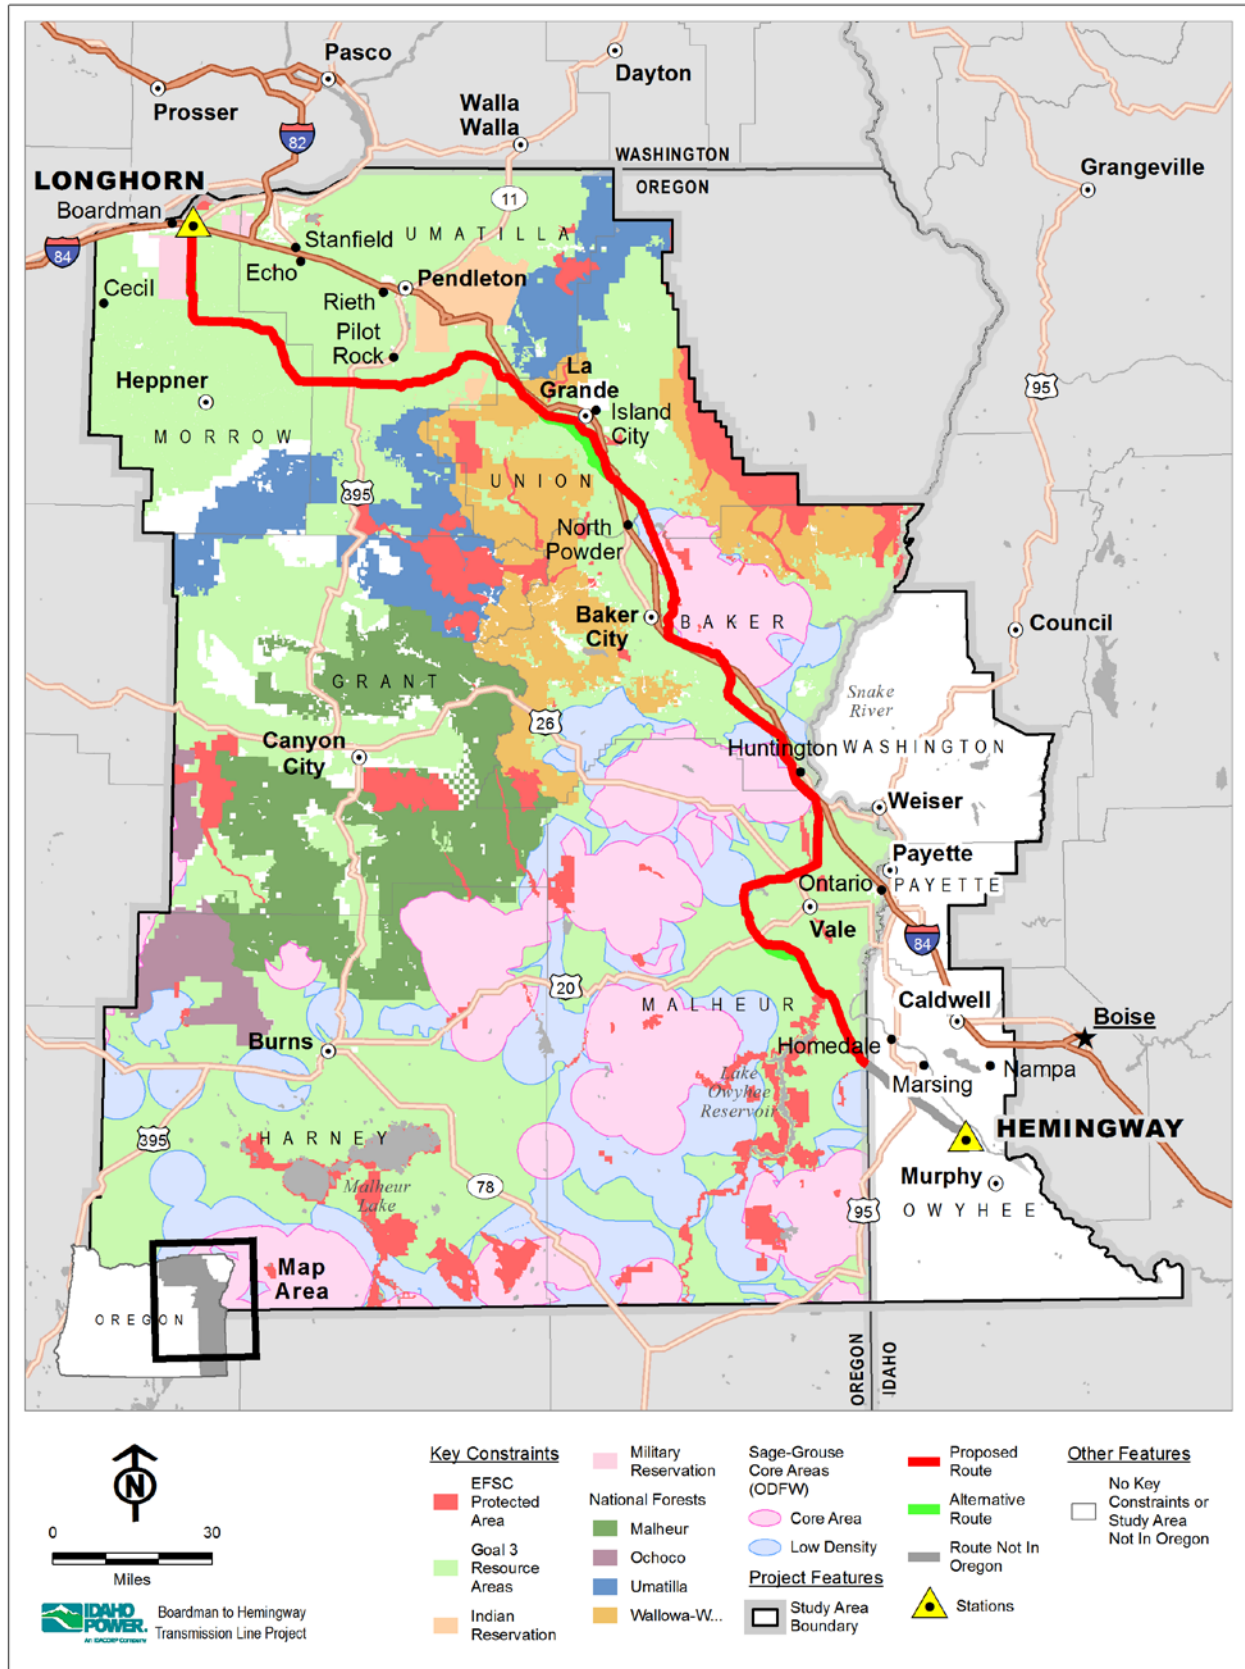 Pasco
Dayton
Prosser
Walla
Walla
82
WASHINGTON
OREGON
Grangeville
LONGHORN
Boardman
11
84
Stanfield
UMATILLA
Echo
Pendleton
Cecil
Rieth
Pilot
Rock
La
Grande
Heppner
Island
City
95
MORROW
UNION
395
North
Powder
Baker
City
BAKER
Council
GRANT
Snake
River
26
Canyon
City
Huntington
WASHINGTON
Weiser
Payette
Ontario
PAYETTE
Vale
84
20
MALHEUR
Caldwell
Boise
Burns
Homedale
Lake
Owyhee
Reservoir
Marsing
Nampa
HEMINGWAY
395
HARNEY
Malheur
Lake
78
Murphy
95
OWYHEE
Map
Area
OREGON
OREGON
IDAHO
N
0 30
Miles
IDAHO
POWER.
An IDACORP Company
Boardman to Hemingway
Transmission Line Project
Key Constraints
EFSC
Protected
Area
Goal 3
Resource
Areas
Indian
Reservation
Military
Reservation
National Forests
Malheur
Ochoco
Umatilla
Wallowa-W...
Sage-Grouse
Core Areas
(ODFW)
Core Area
Low Density
Project Features
Study Area
Boundary
Proposed
Route
Alternative
Route
Route Not In
Oregon
Stations
Other Features
No Key
Constraints or
Study Area
Not In Oregon